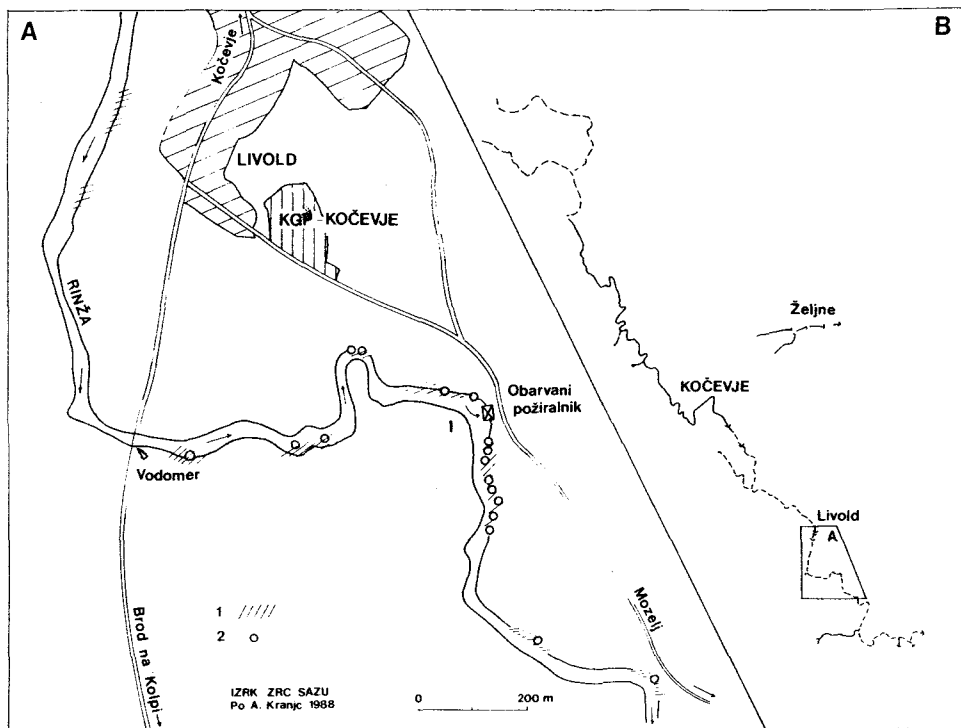 A
B
Kočevje
LIVOLD
KGP KOČEVJE
RINŽA
Željne
KOČEVJE
Obarvani
požiralnik
1
Vodomer
Livold
A
Brod na Kolpi
Mozelj
1
2
IZRK ZRC SAZU
Po A. Kranjc 1988
0 200 m